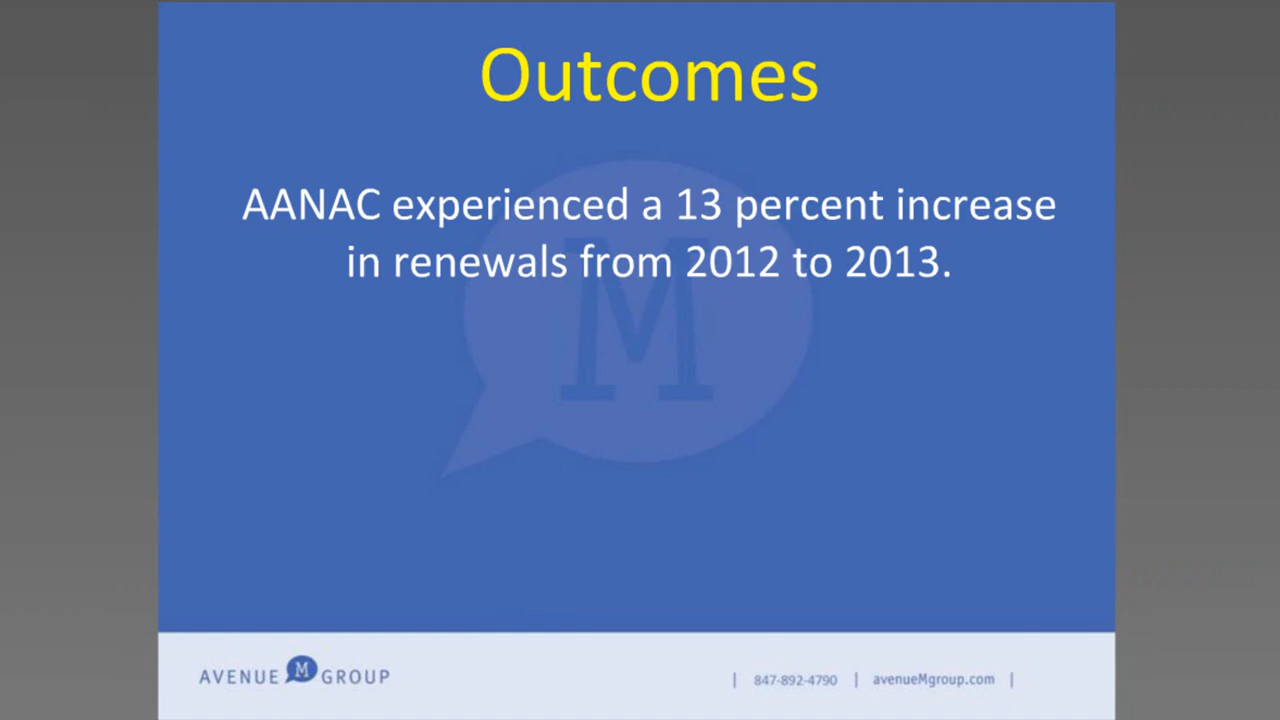 Outcomes
AANAC experienced a 13 percent increase
in renewals from 2012 to 2013.
M
AVENUE M GROUP
| 847-892-4790 | avenueMgroup.com |